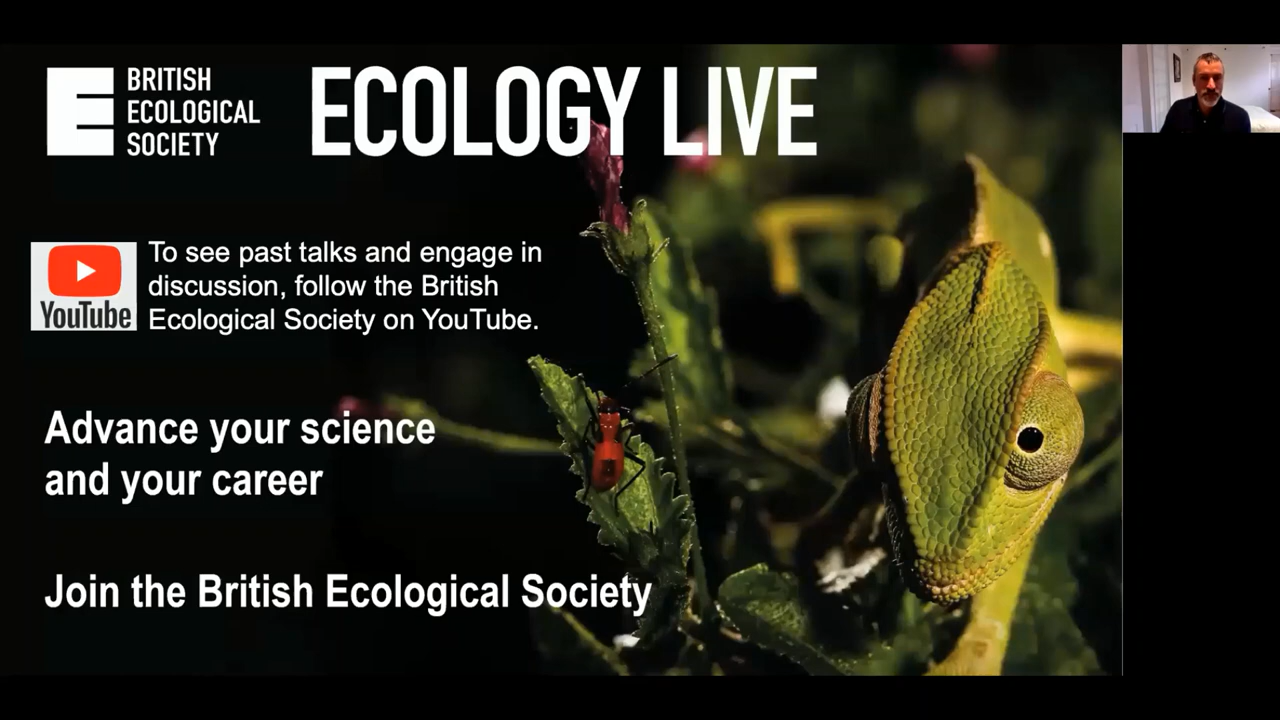 BRITISH
ECOLOGICAL
SOCIETY
ECOLOGY LIVE
YouTube
To see past talks and engage in
discussion, follow the British
Ecological Society on YouTube.
Advance your science
and your career
Join the British Ecological Society